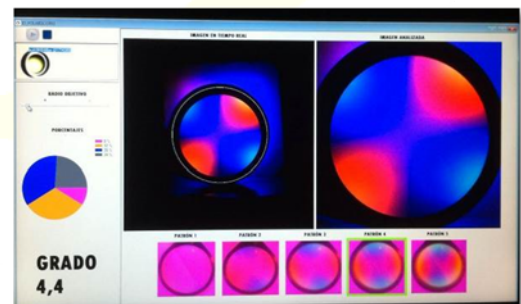 IMAGEN EN TIEMPO REAL
IMAGEN ANALIZADA
RADIO OBJETIVO
PORCENTAJES
PATRÓN 1
PATRÓN 2
PATRÓN 3
PATRÓN 4
PATRÓN 5
GRADO
4,4